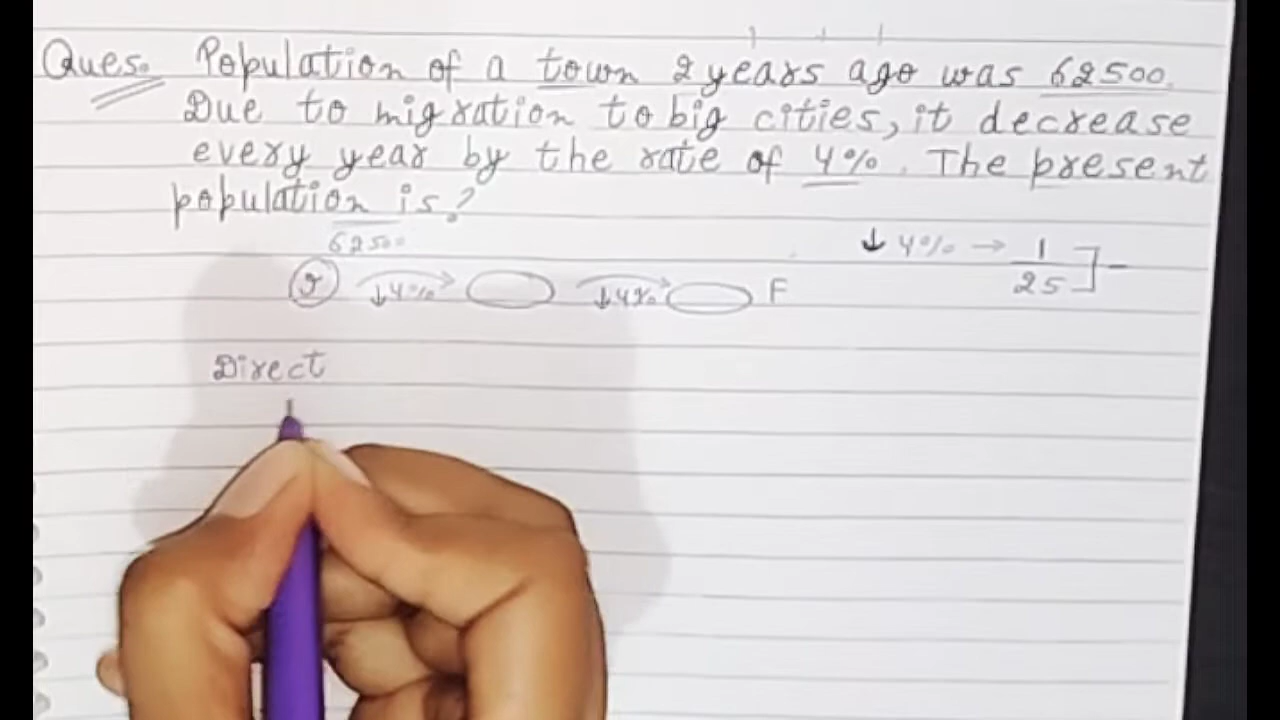 Ques. Population of a town 2 years ago was 62500.
Due to migration to big cities, it decrease
every year by the rate of 4%. The present
population is?
62500
↓ 4% → 1/25
↓4% ↓4% F
Direct